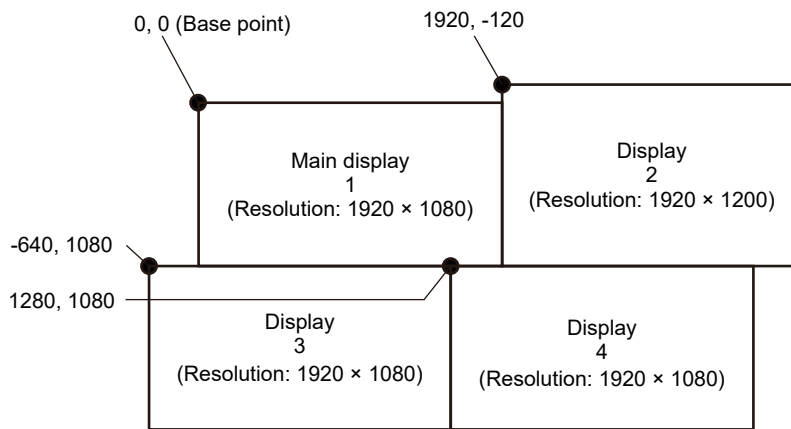 0, 0 (Base point)
1920, -120
Main display
1
(Resolution: 1920 × 1080)
Display
2
(Resolution: 1920 × 1200)
-640, 1080
1280, 1080
Display
3
(Resolution: 1920 × 1080)
Display
4
(Resolution: 1920 × 1080)